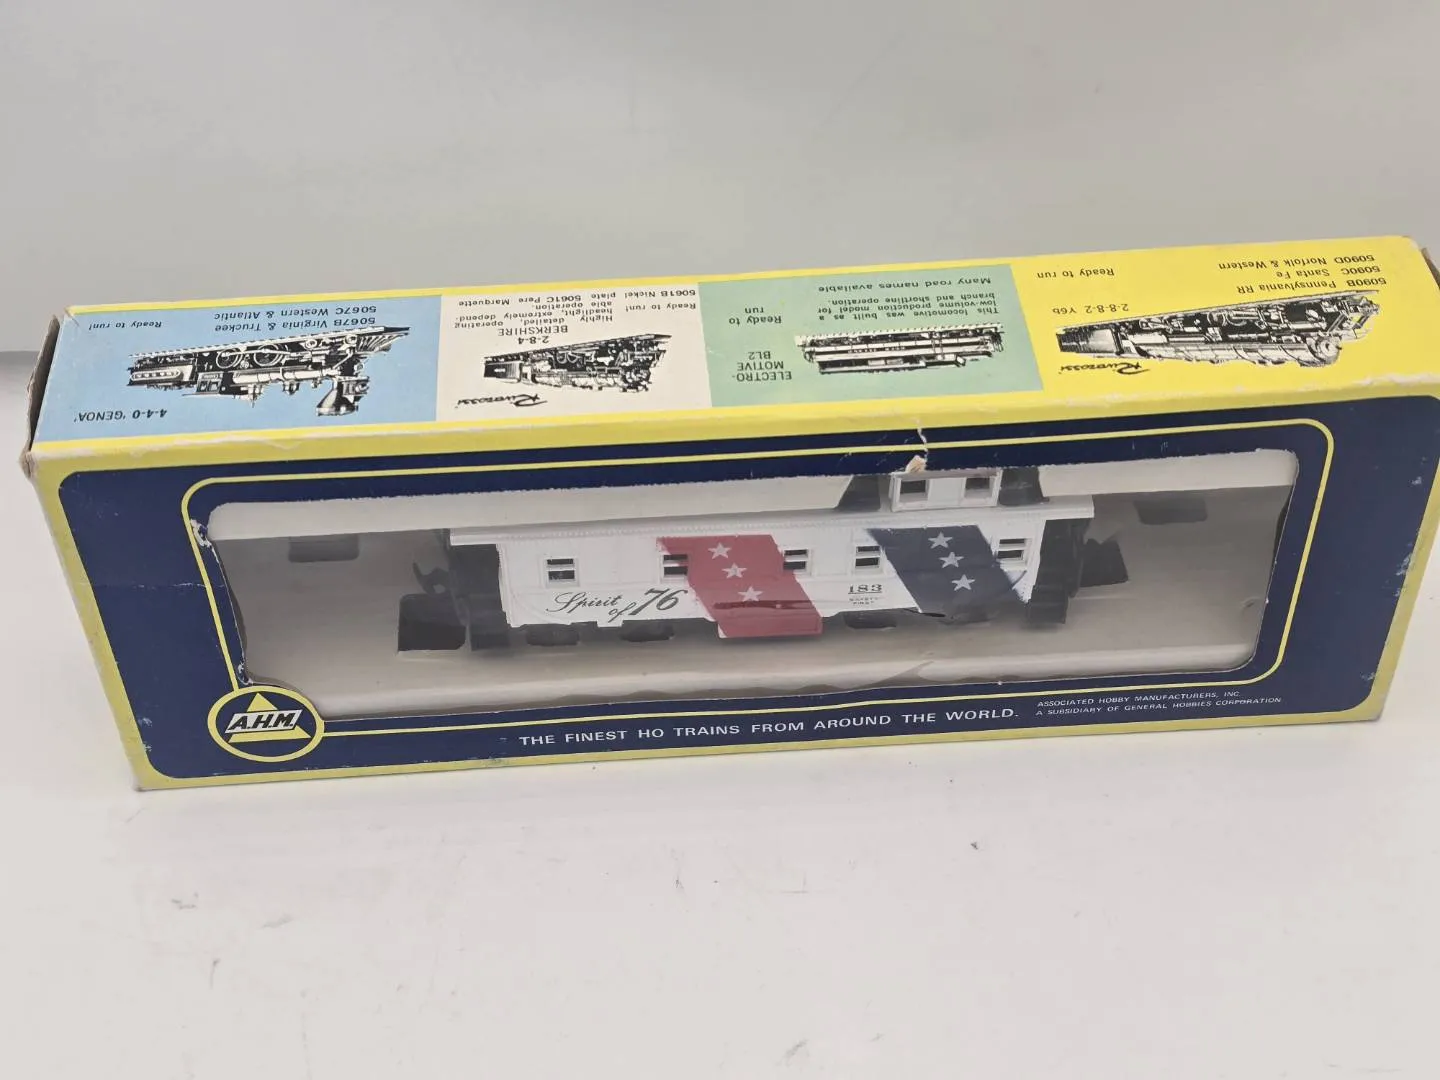 4-4-0 'GENOA'
5067B Virginia & Truckee
5067C Western & Atlantic
Ready to run!
Rivarossi
2-8-4
BERKSHIRE
Highly detailed,
headlight, extremely depend-
able operation.
Ready to run!
5061B Nickel
plate 5061C Pere Marquette
operating
ELECTRO-
MOTIVE
BL2
Ready to
run
This locomotive was built as a
low-volume production model for
branch and shortline operation.
Many road names available.
Rivarossi
2-8-8-2 Y6b
Ready to run
5090B Pennsylvania RR
5090C Santa Fe
5090D Norfolk & Western
Spirit
of 76
183
SAFETY-
FIRST
A.H.M.
THE FINEST HO TRAINS FROM AROUND THE WORLD.
ASSOCIATED HOBBY MANUFACTURERS, INC.
A SUBSIDIARY OF GENERAL HOBBIES CORPORATION